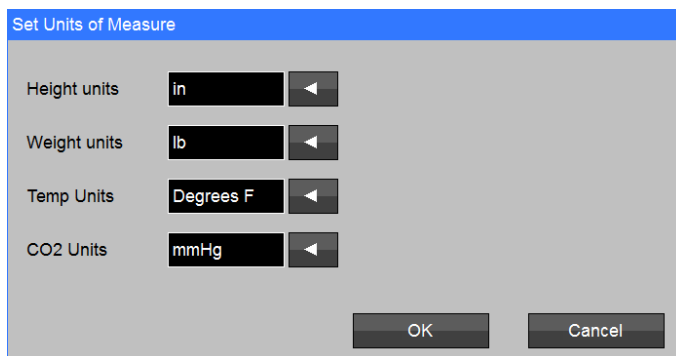 Set Units of Measure
Height units in
Weight units lb
Temp Units Degrees F
CO2 Units mmHg
OK Cancel